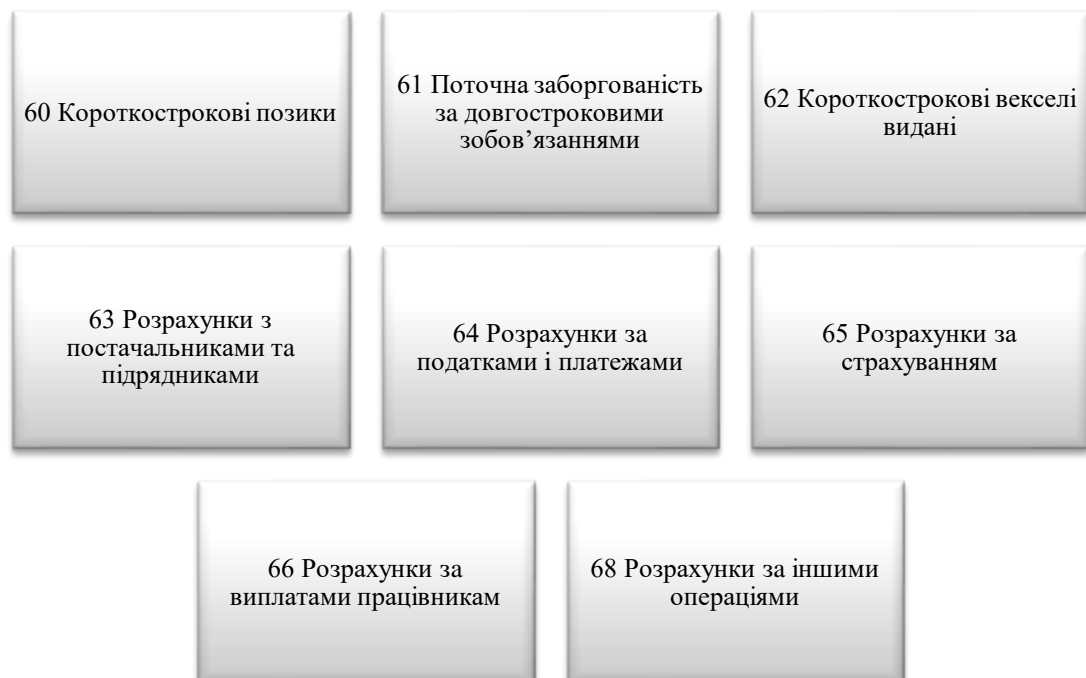 60 Короткострокові позики
61 Поточна заборгованість
за довгостроковими
зобов’язаннями
62 Короткострокові векселі
видані
63 Розрахунки з
постачальниками та
підрядниками
64 Розрахунки за
податками і платежами
65 Розрахунки за
страхуванням
66 Розрахунки за
виплатами працівникам
68 Розрахунки за іншими
операціями